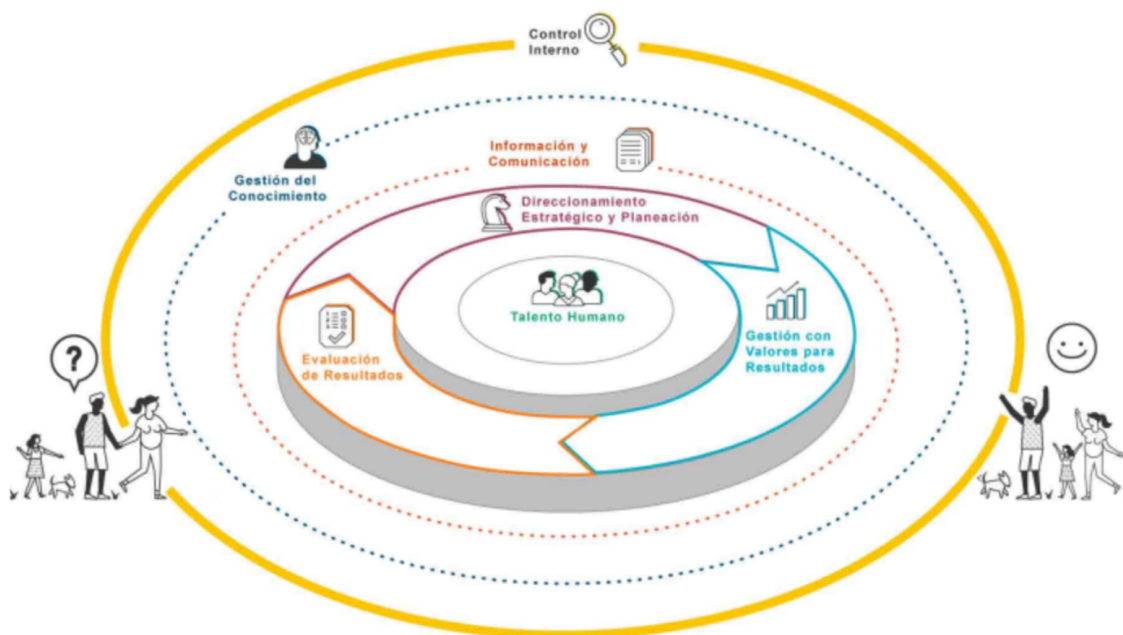 Control
Interno
Gestión del
Conocimiento
Información y
Comunicación
Direccionamiento
Estratégico y Planeación
Talento Humano
Gestión con
Valores para
Resultados
Evaluación
de Resultados
?